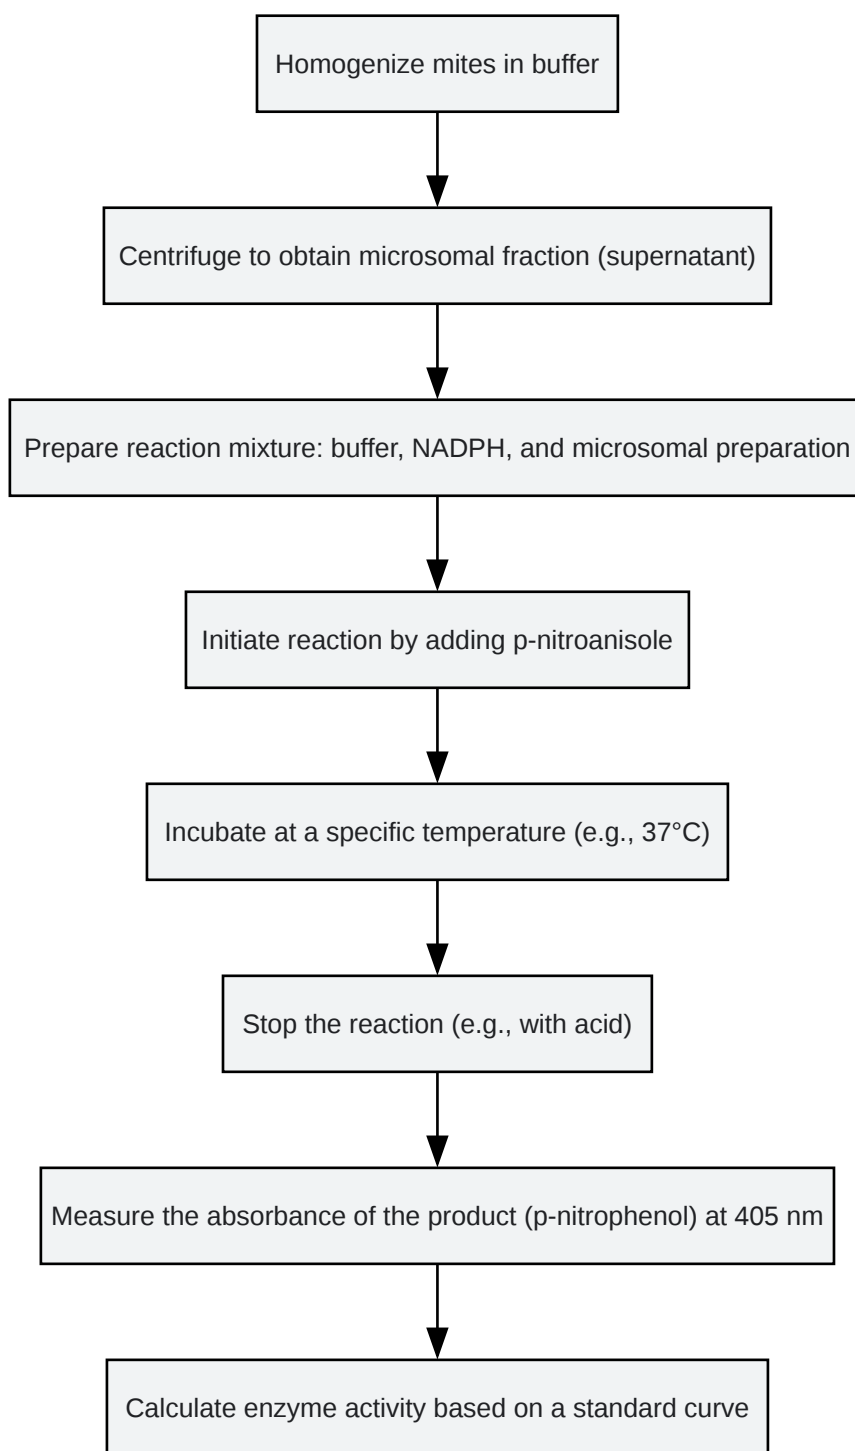 Homogenize mites in buffer
Centrifuge to obtain microsomal fraction (supernatant)
Prepare reaction mixture: buffer, NADPH, and microsomal preparation
Initiate reaction by adding p-nitroanisole
Incubate at a specific temperature (e.g., 37°C)
Stop the reaction (e.g., with acid)
Measure the absorbance of the product (p-nitrophenol) at 405 nm
Calculate enzyme activity based on a standard curve